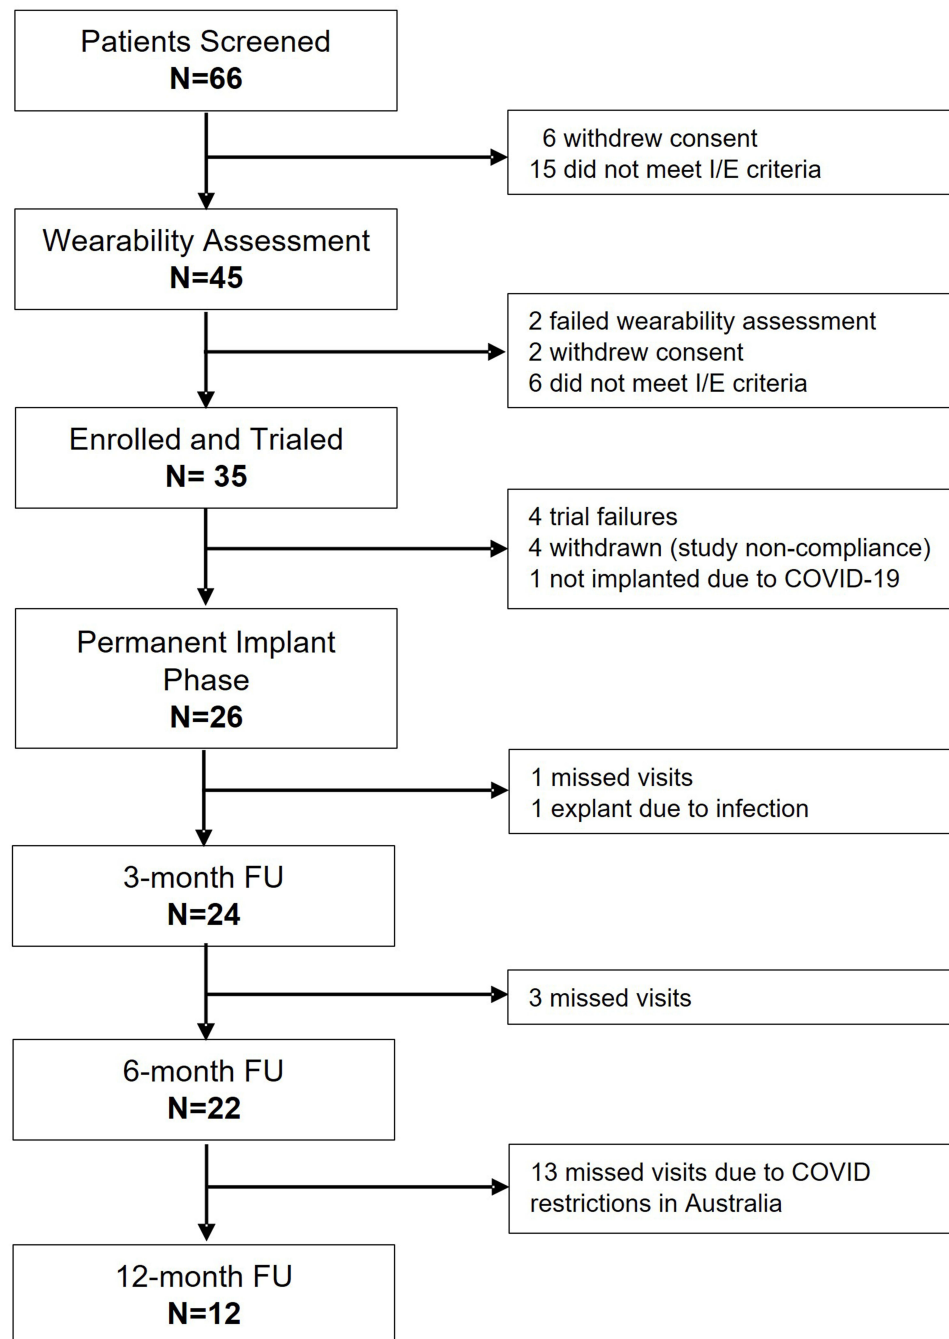 Patients Screened
N=66
6 withdrew consent
15 did not meet I/E criteria
Wearability Assessment
N=45
2 failed wearability assessment
2 withdrew consent
6 did not meet I/E criteria
Enrolled and Trialed
N= 35
4 trial failures
4 withdrawn (study non-compliance)
1 not implanted due to COVID-19
Permanent Implant
Phase
N=26
1 missed visits
1 explant due to infection
3-month FU
N=24
3 missed visits
6-month FU
N=22
13 missed visits due to COVID
restrictions in Australia
12-month FU
N=12